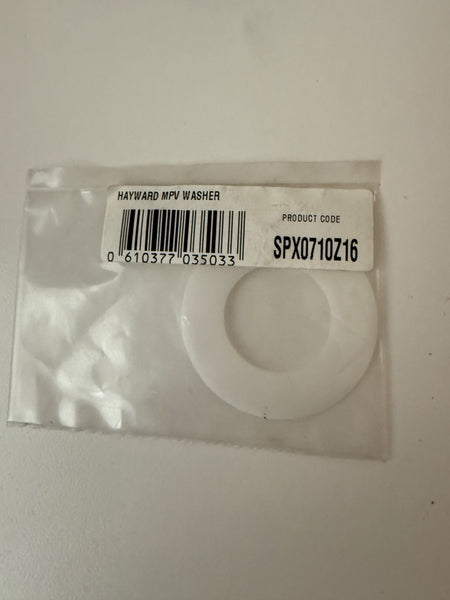 HAYWARD MPV WASHER
PRODUCT CODE
SPX0710Z16
0 610377 035033